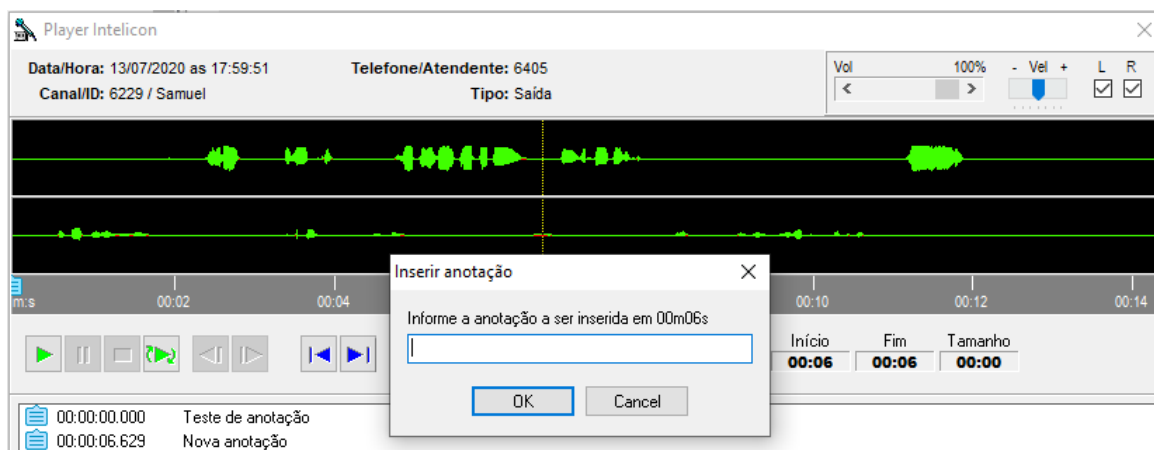 Player Intelicon
Data/Hora: 13/07/2020 as 17:59:51 Telefone/Atendente: 6405
Canal/ID: 6229 / Samuel Tipo: Saída
Vol 100% - Vel + L R
m:s 00:02 00:04 00:10 00:12 00:14
Inserir anotação
Informe a anotação a ser inserida em 00m06s
OK Cancel
Início Fim Tamanho
00:06 00:06 00:00
00:00:00.000 Teste de anotação
00:00:06.629 Nova anotação